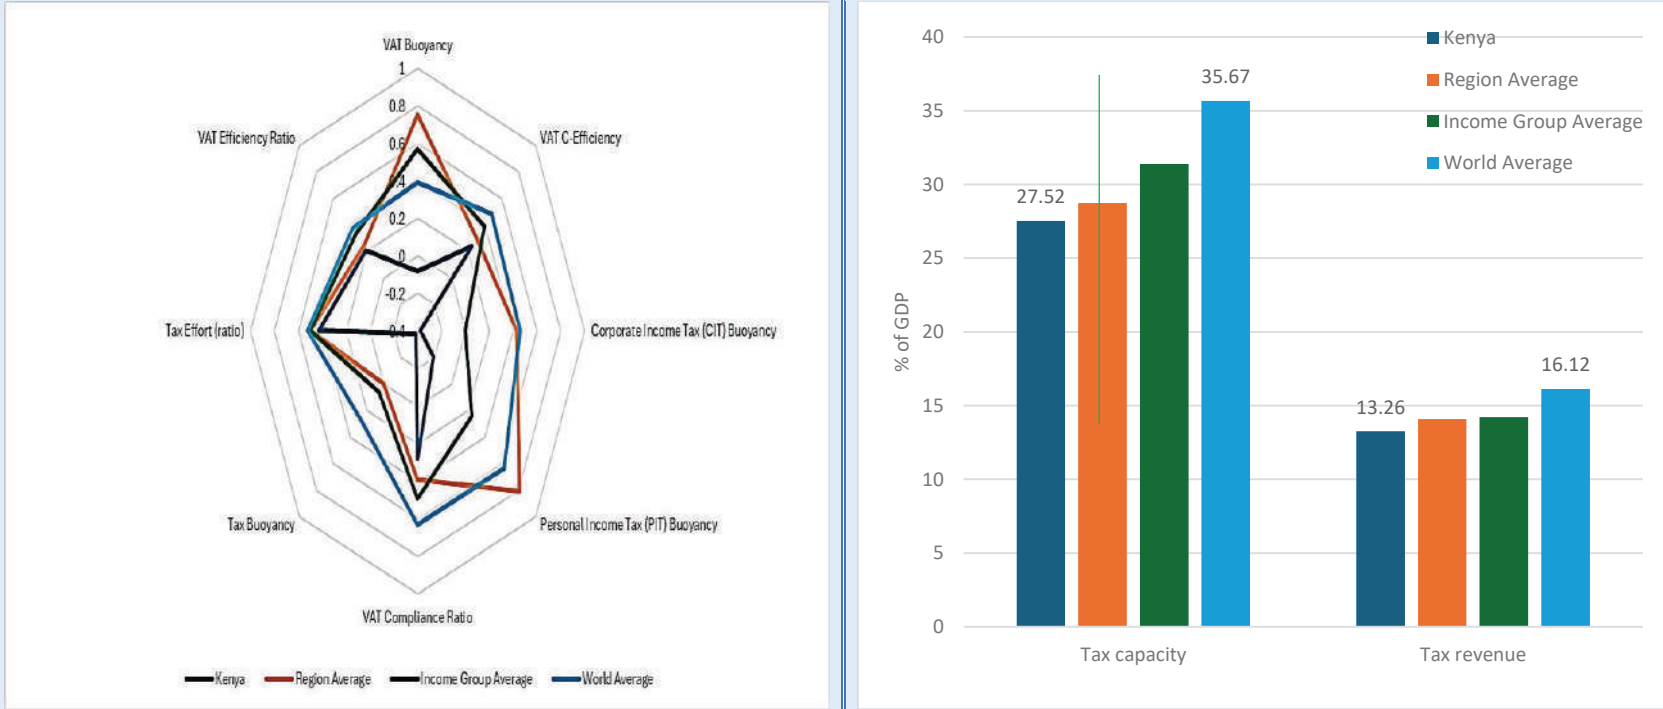 VAT Buoyancy
1
0.8
0.6
0.4
0.2
0
-0.2
-0.4
VAT Efficiency Ratio
VAT C-Efficiency
Tax Effort (ratio)
Corporate Income Tax (CIT) Buoyancy
Tax Buoyancy
Personal Income Tax (PIT) Buoyancy
VAT Compliance Ratio
Kenya
Region Average
Income Group Average
World Average
40
35
30
25
20
15
10
5
0
% of GDP
27.52
35.67
13.26
16.12
Tax capacity
Tax revenue
Kenya
Region Average
Income Group Average
World Average